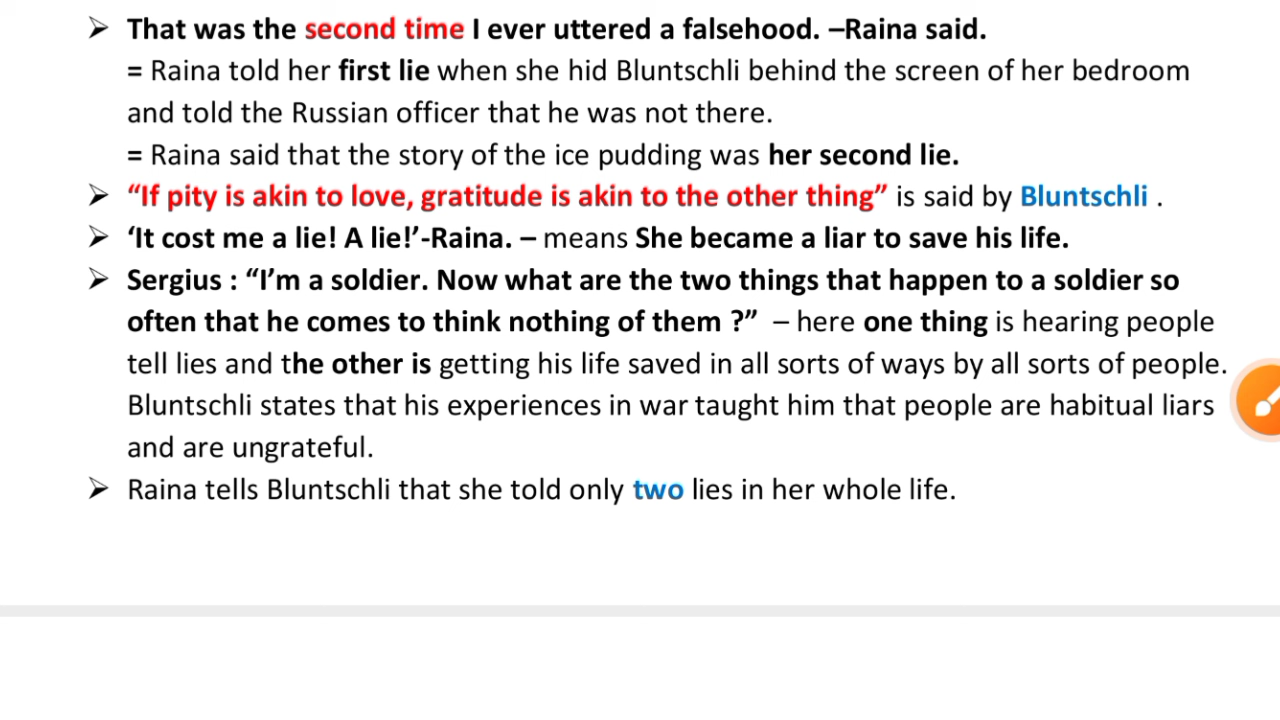 ➢ That was the second time I ever uttered a falsehood. –Raina said.
= Raina told her first lie when she hid Bluntschli behind the screen of her bedroom
and told the Russian officer that he was not there.
= Raina said that the story of the ice pudding was her second lie.
➢ “If pity is akin to love, gratitude is akin to the other thing” is said by Bluntschli .
➢ ‘It cost me a lie! A lie!’-Raina. – means She became a liar to save his life.
➢ Sergius : “I’m a soldier. Now what are the two things that happen to a soldier so
often that he comes to think nothing of them ?” – here one thing is hearing people
tell lies and the other is getting his life saved in all sorts of ways by all sorts of people.
Bluntschli states that his experiences in war taught him that people are habitual liars
and are ungrateful.
➢ Raina tells Bluntschli that she told only two lies in her whole life.